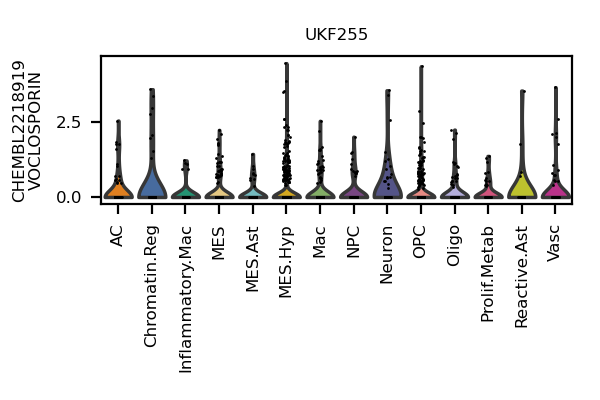 UKF255
CHEMBL2218919
VOCLOSPORIN
2.5
0.0
AC
Chromatin.Reg
Inflammatory.Mac
MES
MES.Ast
MES.Hyp
Mac
NPC
Neuron
OPC
Oligo
Prolif.Metab
Reactive.Ast
Vasc